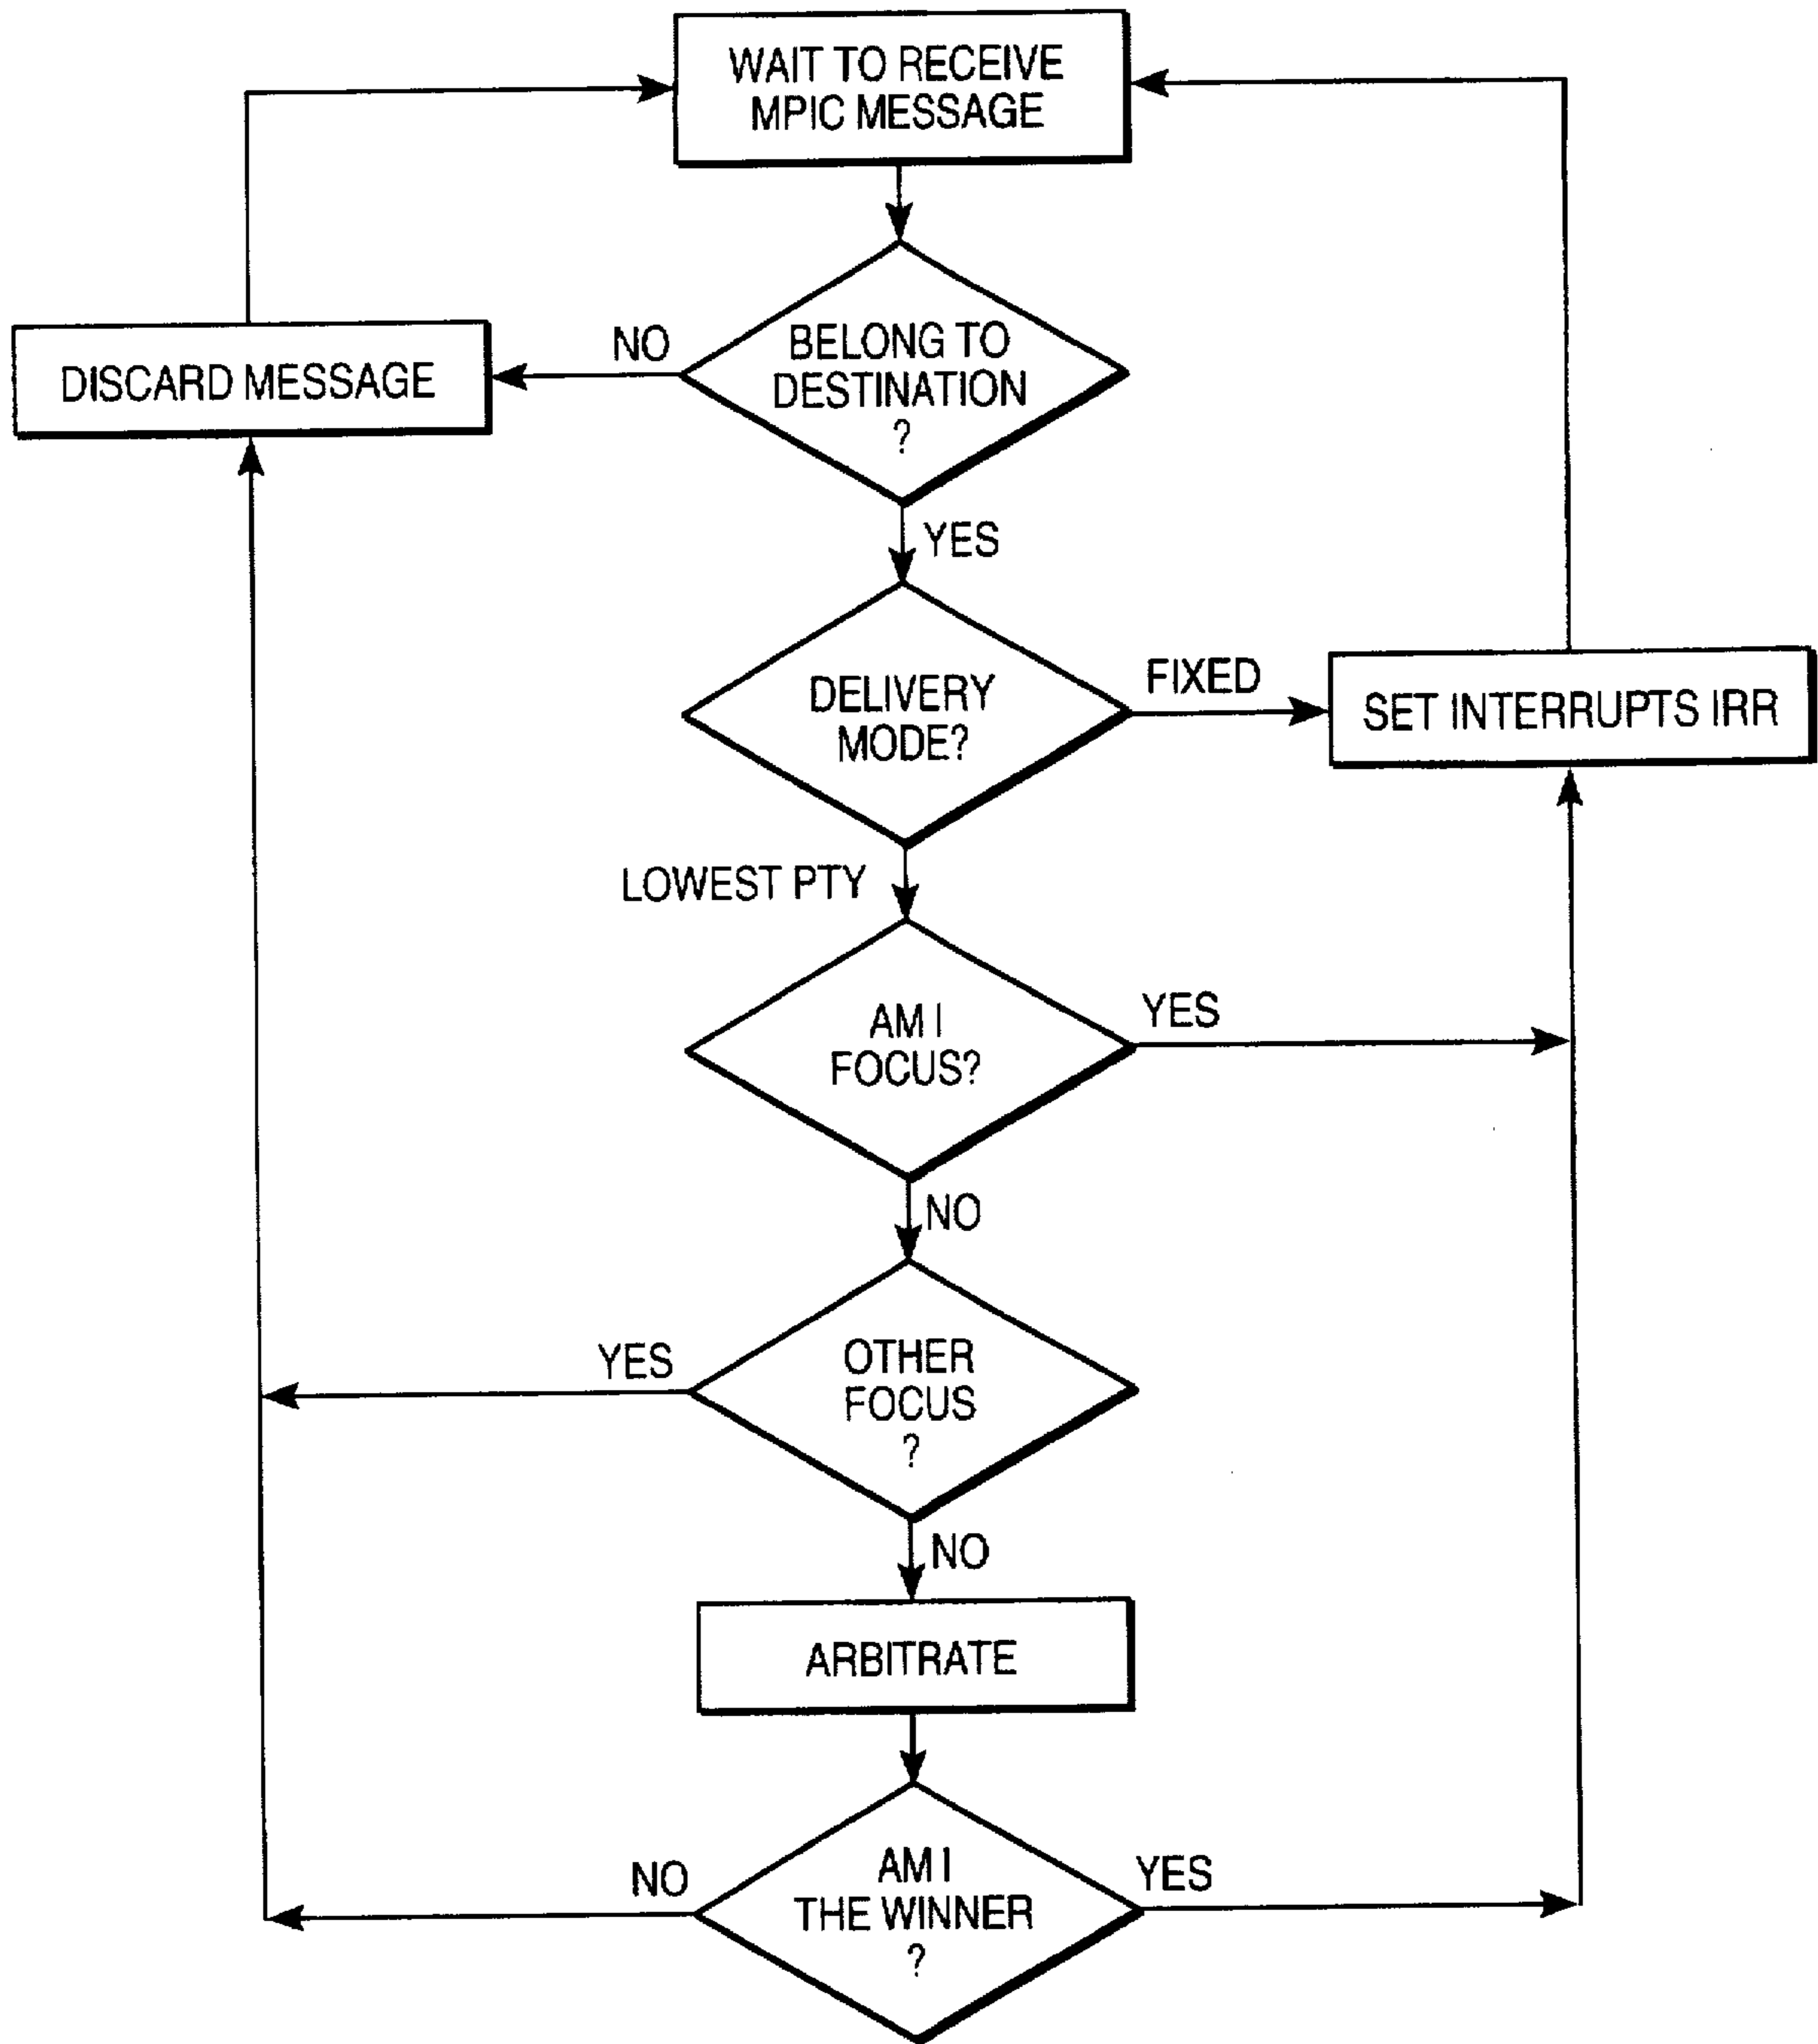 WAIT TO RECEIVE
MPIC MESSAGE
NO
BELONG TO
DESTINATION
?
DISCARD MESSAGE
YES
DELIVERY
MODE?
FIXED
SET INTERRUPTS IRR
LOWEST PTY
AM I
FOCUS?
YES
NO
YES
OTHER
FOCUS
?
NO
ARBITRATE
NO
AM I
THE WINNER
?
YES